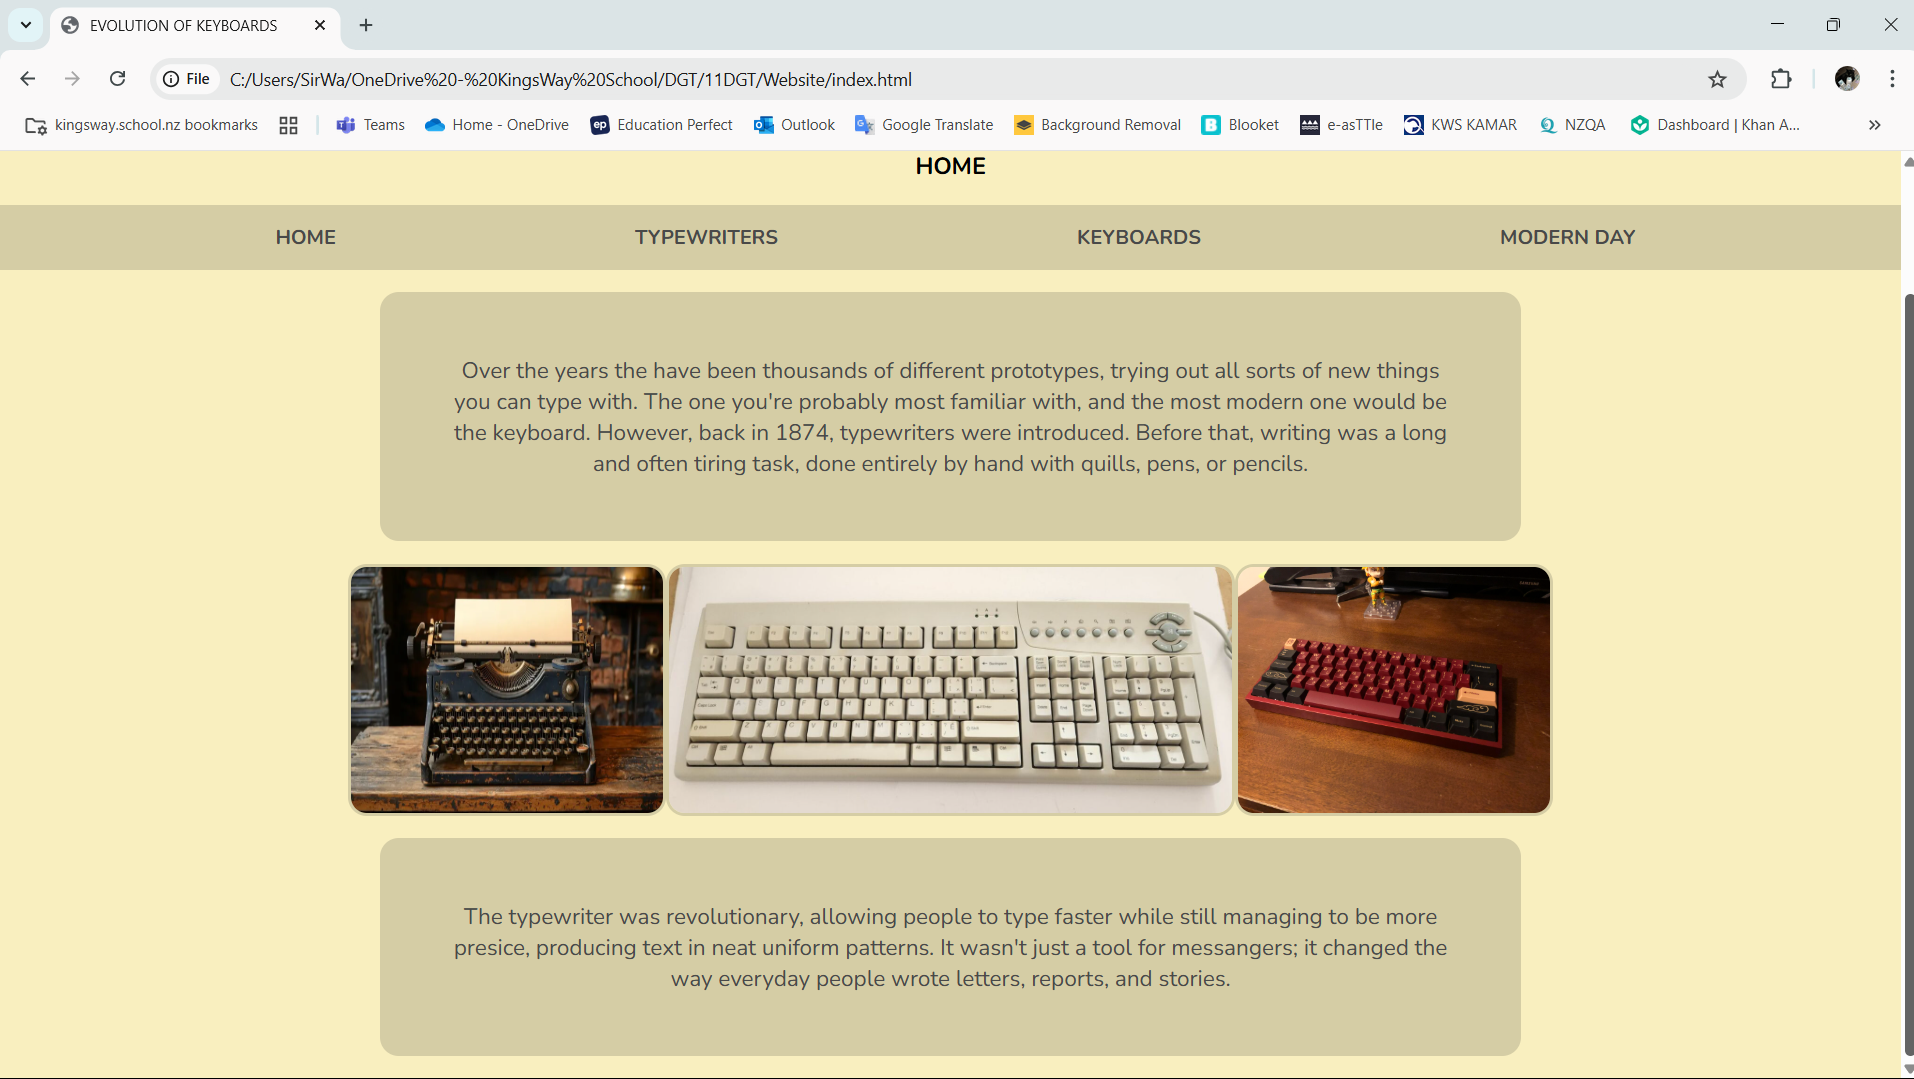 EVOLUTION OF KEYBOARDS
File C:/Users/SirWa/OneDrive%20-%20KingsWay%20School/DGT/11DGT/Website/index.html
kingsway.school.nz bookmarks Teams Home - OneDrive ep Education Perfect Outlook Google Translate Background Removal B Blooket e-asTTle KWS KAMAR NZQA Dashboard | Khan A...
HOME
HOME TYPEWRITERS KEYBOARDS MODERN DAY
Over the years the have been thousands of different prototypes, trying out all sorts of new things
you can type with. The one you're probably most familiar with, and the most modern one would be
the keyboard. However, back in 1874, typewriters were introduced. Before that, writing was a long
and often tiring task, done entirely by hand with quills, pens, or pencils.
The typewriter was revolutionary, allowing people to type faster while still managing to be more
presice, producing text in neat uniform patterns. It wasn't just a tool for messangers; it changed the
way everyday people wrote letters, reports, and stories.